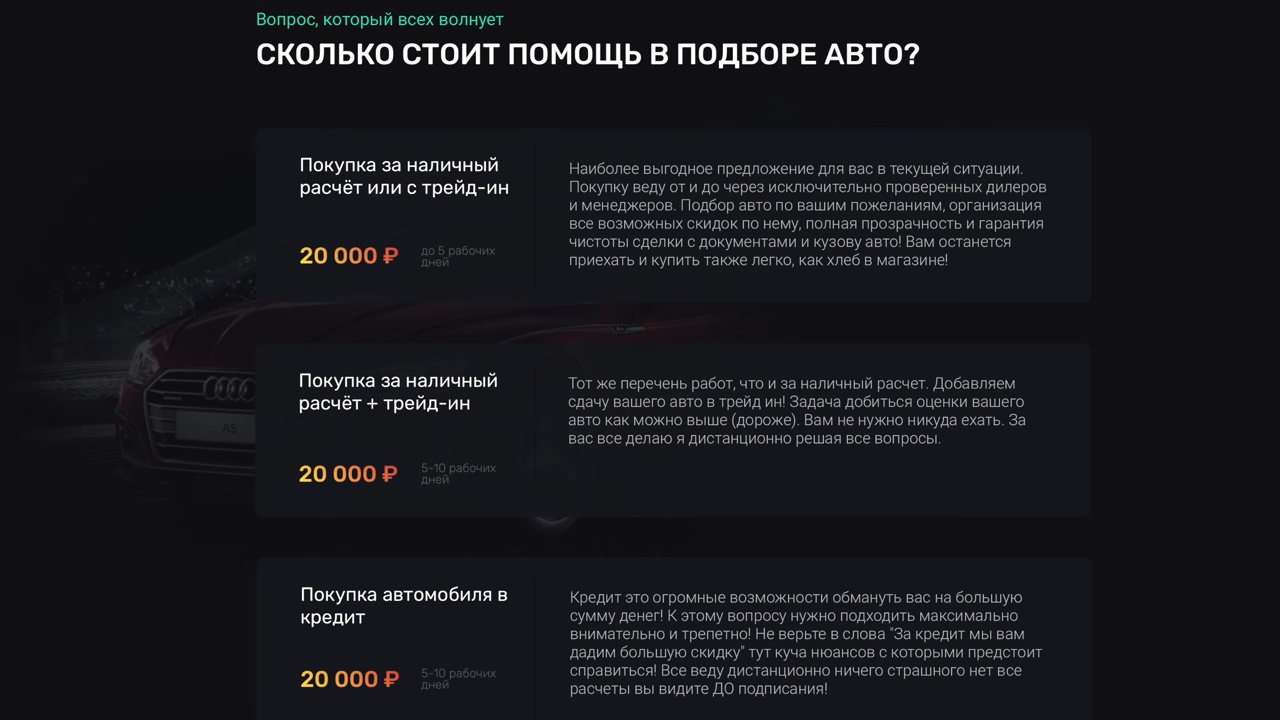 Вопрос, который всех волнует
СКОЛЬКО СТОИТ ПОМОЩЬ В ПОДБОРЕ АВТО?
Покупка за наличный
расчёт или с трейд-ин
20 000 ₽
до 5 рабочих
дней
Наиболее выгодное предложение для вас в текущей ситуации.
Покупку веду от и до через исключительно проверенных дилеров
и менеджеров. Подбор авто по вашим пожеланиям, организация
все возможных скидок по нему, полная прозрачность и гарантия
чистоты сделки с документами и кузову авто! Вам останется
приехать и купить также легко, как хлеб в магазине!
Покупка за наличный
расчёт + трейд-ин
20 000 ₽
5-10 рабочих
дней
Тот же перечень работ, что и за наличный расчет. Добавляем
сдачу вашего авто в трейд ин! Задача добиться оценки вашего
авто как можно выше (дороже). Вам не нужно никуда ехать. За
вас все делаю я дистанционно решая все вопросы.
A5
Покупка автомобиля в
кредит
20 000 ₽
5-10 рабочих
дней
Кредит это огромные возможности обмануть вас на большую
сумму денег! К этому вопросу нужно подходить максимально
внимательно и трепетно! Не верьте в слова "За кредит мы вам
дадим большую скидку" тут куча нюансов с которыми предстоит
справиться! Все веду дистанционно ничего страшного нет все
расчеты вы видите ДО подписания!